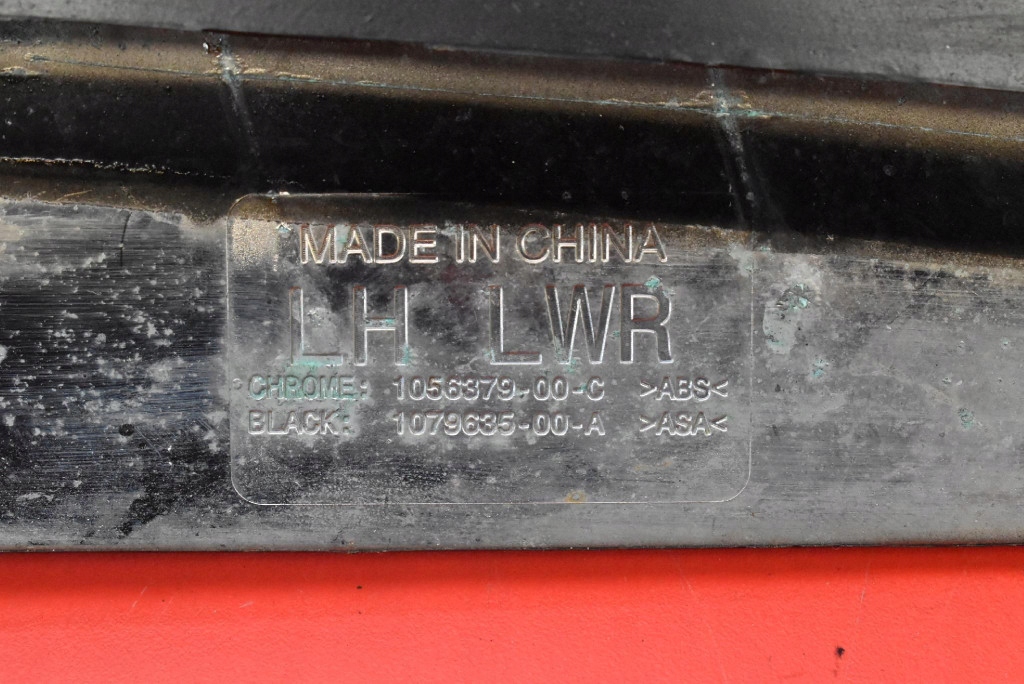 MADE IN CHINA
LH LWR
CHROME: 1056379-00-C >ABS<
BLACK: 1079635-00-A >ASA<